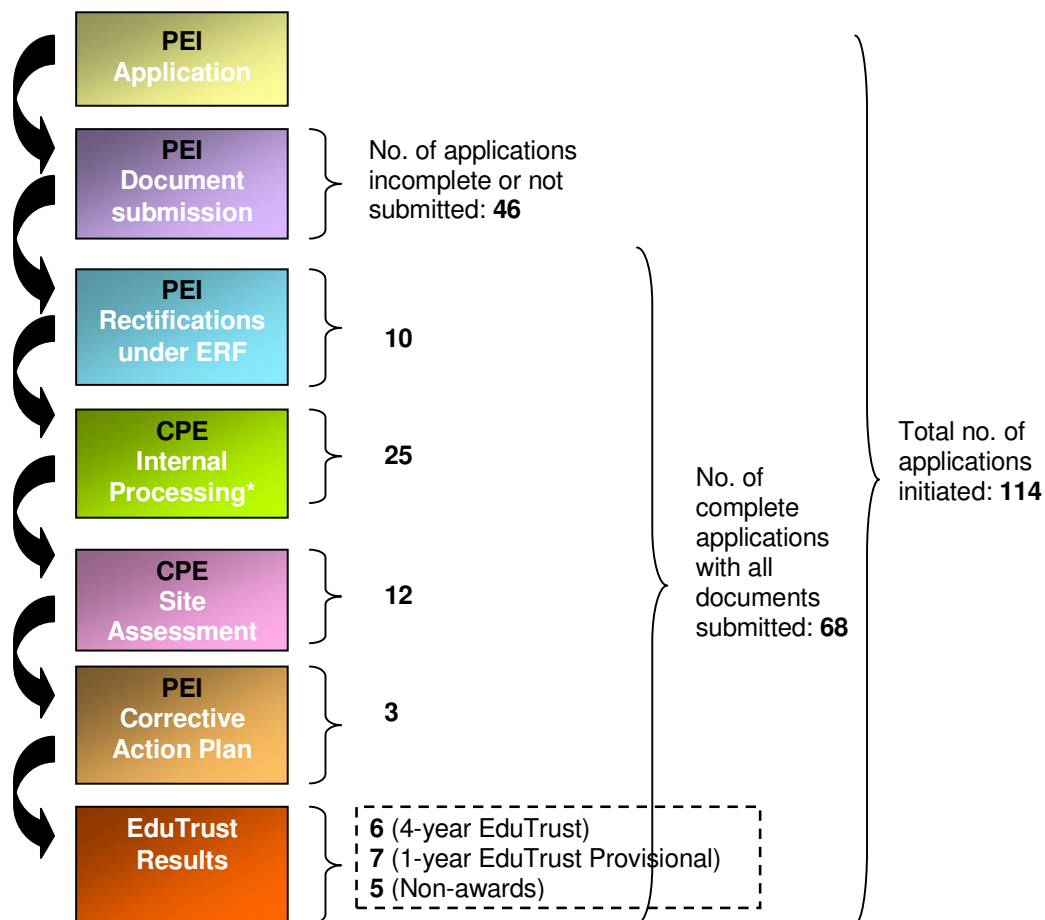 PEI
Application
PEI
Document
submission
No. of applications
incomplete or not
submitted: 46
PEI
Rectifications
under ERF
10
CPE
Internal
Processing*
25
CPE
Site
Assessment
12
PEI
Corrective
Action Plan
3
EduTrust
Results
6 (4-year EduTrust)
7 (1-year EduTrust Provisional)
5 (Non-awards)
No. of
complete
applications
with all
documents
submitted: 68
Total no. of
applications
initiated: 114